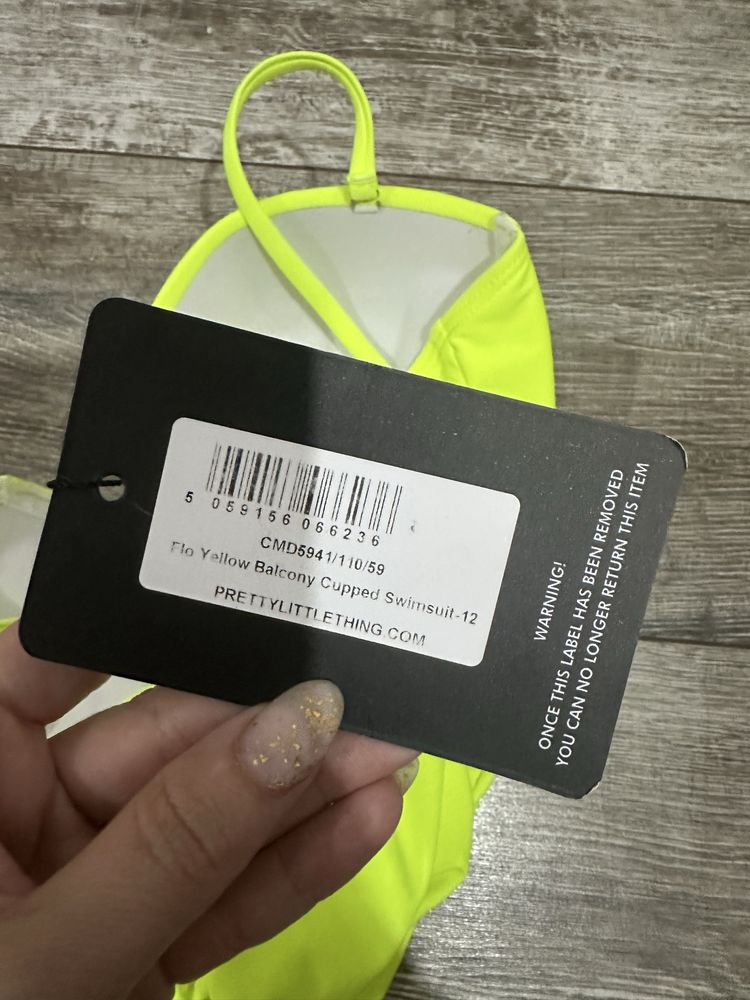 5 059156 066236
CMD5941/110/59
Flo Yellow Balcony Cupped Swimsuit-12
PRETTYLITTLETHING.COM
WARNING!
ONCE THIS LABEL HAS BEEN REMOVED
YOU CAN NO LONGER RETURN THIS ITEM